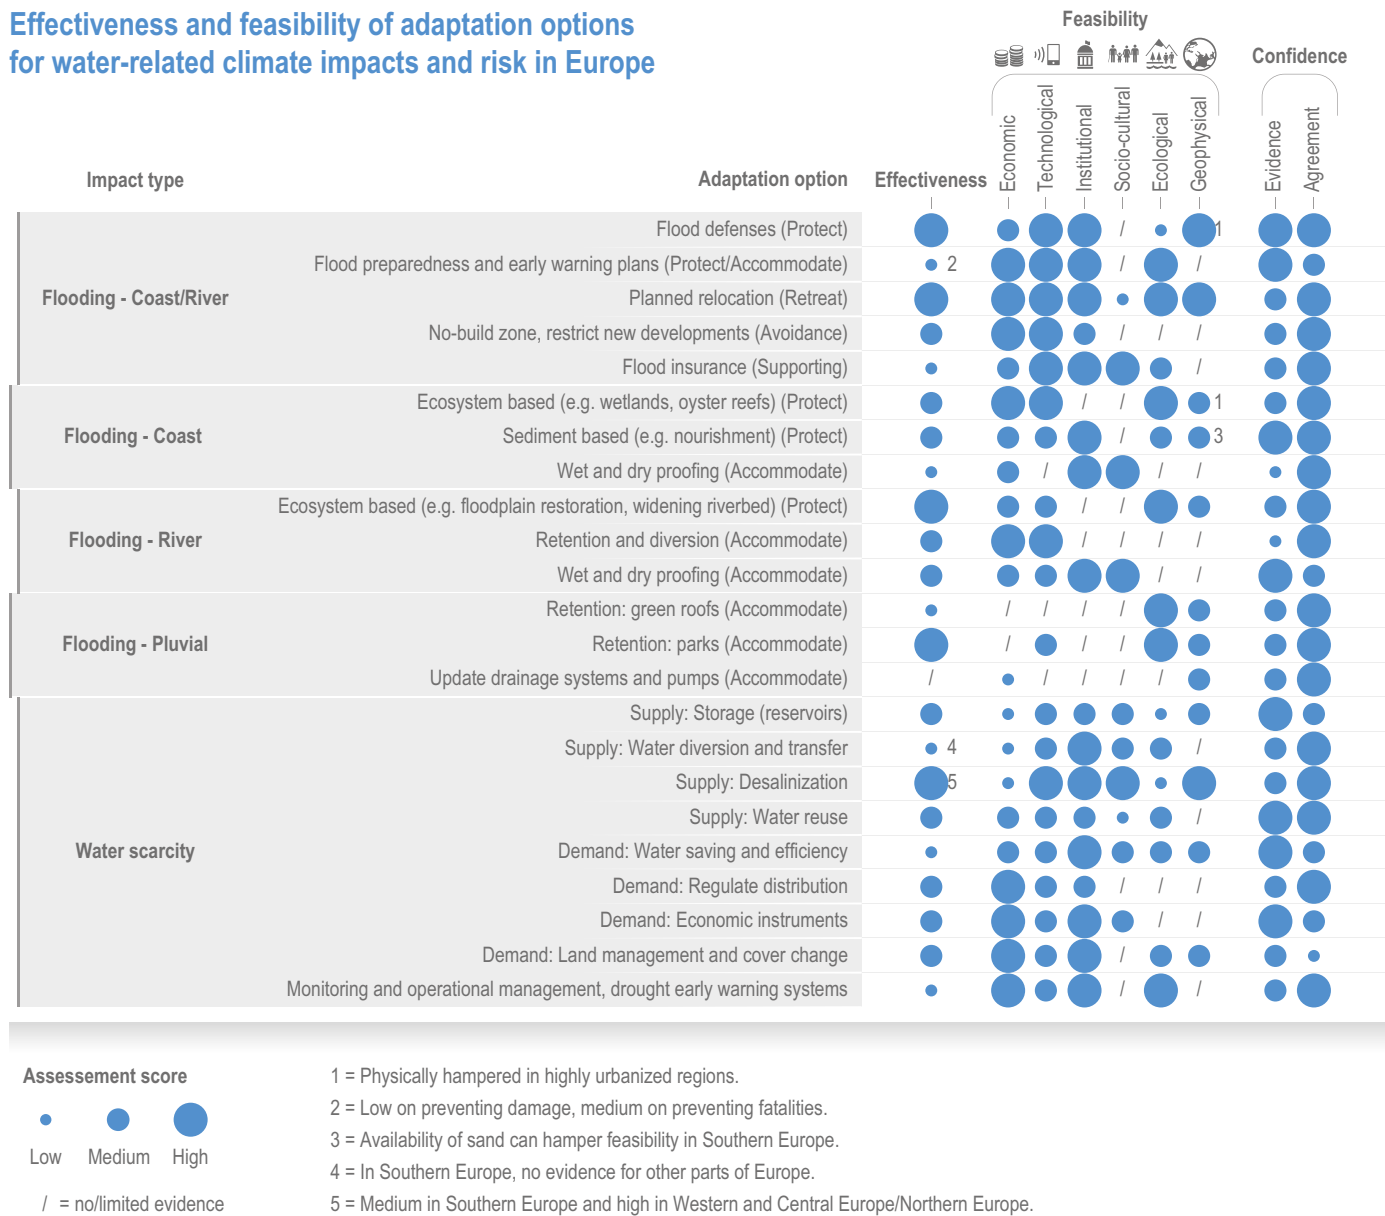 Effectiveness and feasibility of adaptation options
for water-related climate impacts and risk in Europe
Feasibility
Confidence
Impact type
Adaptation option
Effectiveness
Economic
Technological
Institutional
Socio-cultural
Ecological
Geophysical
Evidence
Agreement
Flooding - Coast/River
Flood defenses (Protect) / 1
Flood preparedness and early warning plans (Protect/Accommodate) 2 / /
Planned relocation (Retreat)
No-build zone, restrict new developments (Avoidance) / / /
Flood insurance (Supporting) /
Flooding - Coast
Ecosystem based (e.g. wetlands, oyster reefs) (Protect) / / 1
Sediment based (e.g. nourishment) (Protect) / 3
Wet and dry proofing (Accommodate) / / /
Flooding - River
Ecosystem based (e.g. floodplain restoration, widening riverbed) (Protect) / /
Retention and diversion (Accommodate) / / / /
Wet and dry proofing (Accommodate) / /
Flooding - Pluvial
Retention: green roofs (Accommodate) / / / /
Retention: parks (Accommodate) / / /
Update drainage systems and pumps (Accommodate) / / / / /
Water scarcity
Supply: Storage (reservoirs)
Supply: Water diversion and transfer 4 /
Supply: Desalinization 5
Supply: Water reuse /
Demand: Water saving and efficiency
Demand: Regulate distribution / / /
Demand: Economic instruments / /
Demand: Land management and cover change /
Monitoring and operational management, drought early warning systems / /
Assessement score
Low Medium High
/ = no/limited evidence
1 = Physically hampered in highly urbanized regions.
2 = Low on preventing damage, medium on preventing fatalities.
3 = Availability of sand can hamper feasibility in Southern Europe.
4 = In Southern Europe, no evidence for other parts of Europe.
5 = Medium in Southern Europe and high in Western and Central Europe/Northern Europe.